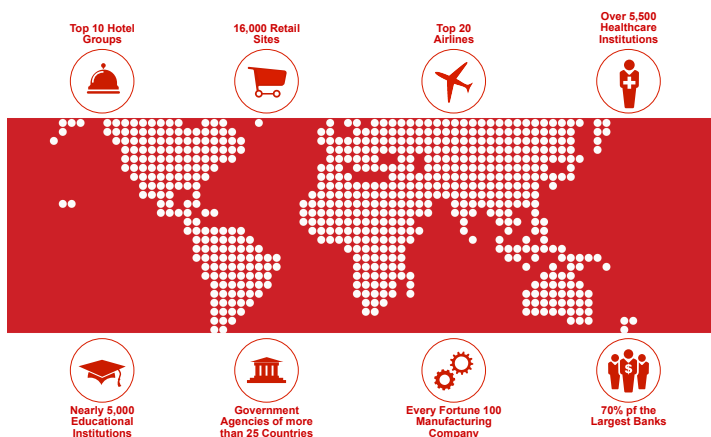 Top 10 Hotel
Groups
16,000 Retail
Sites
Top 20
Airlines
Over 5,500
Healthcare
Institutions
$
Nearly 5,000
Educational
Institutions
Government
Agencies of more
than 25 Countries
Every Fortune 100
Manufacturing
Company
70% pf the
Largest Banks